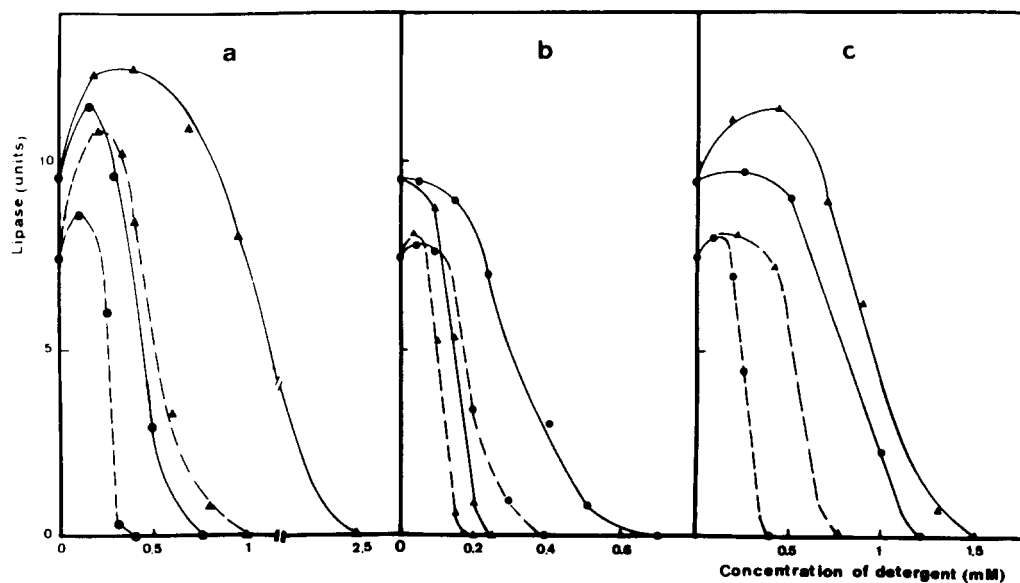 a b c
Lipase (units)
10
5
0
0 0.5 1 2.5 0 0.2 0.4 0.6 0.5 1 1.5
Concentration of detergent (mM)